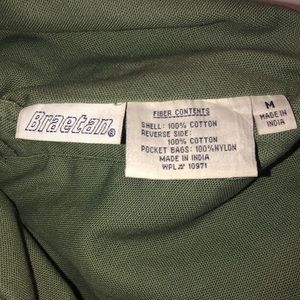 Braetan®
FIBER CONTENTS
SHELL: 100% COTTON
REVERSE SIDE:
100% COTTON
POCKET BAGS: 100%NYLON
MADE IN INDIA
WPL# 10971
M
MADE IN
INDIA